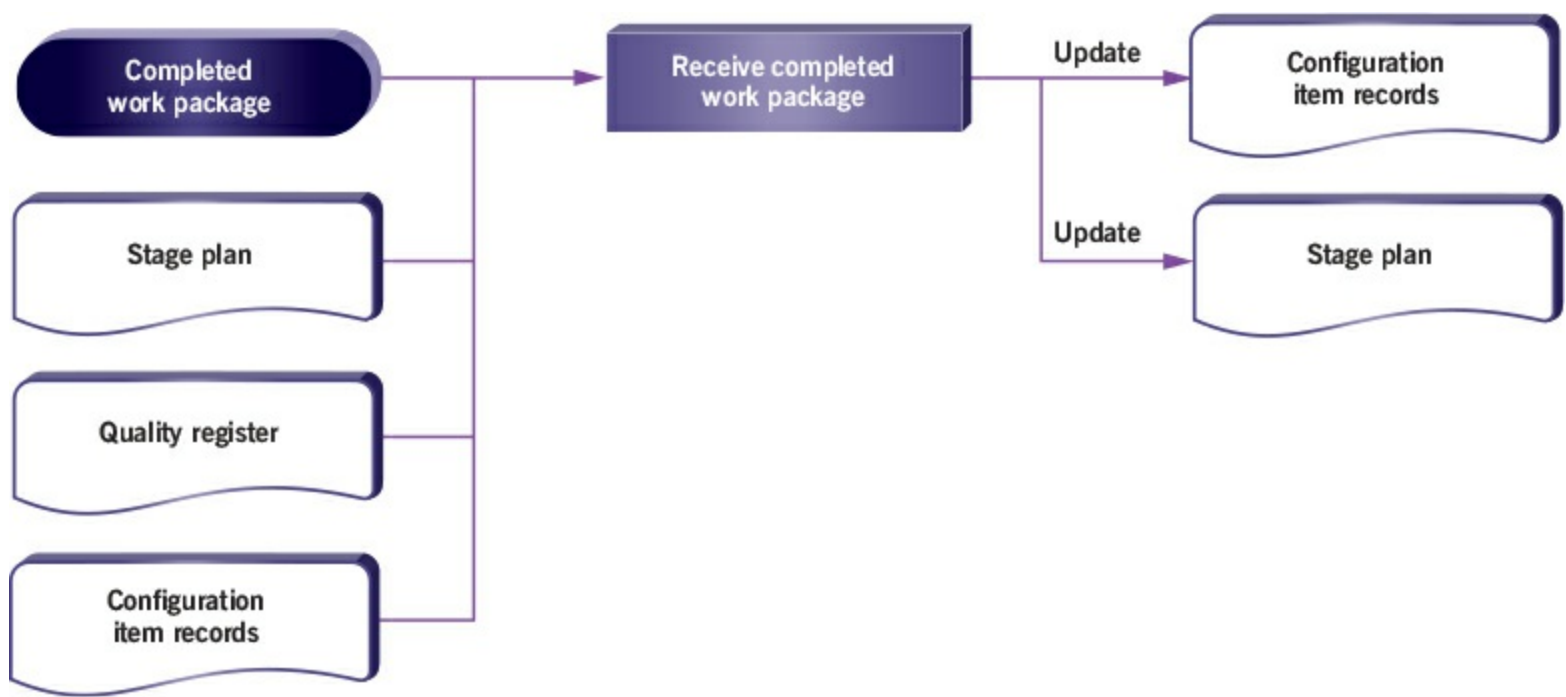 Completed
work package
Receive completed
work package
Update
Configuration
item records
Stage plan
Update
Stage plan
Quality register
Configuration
item records